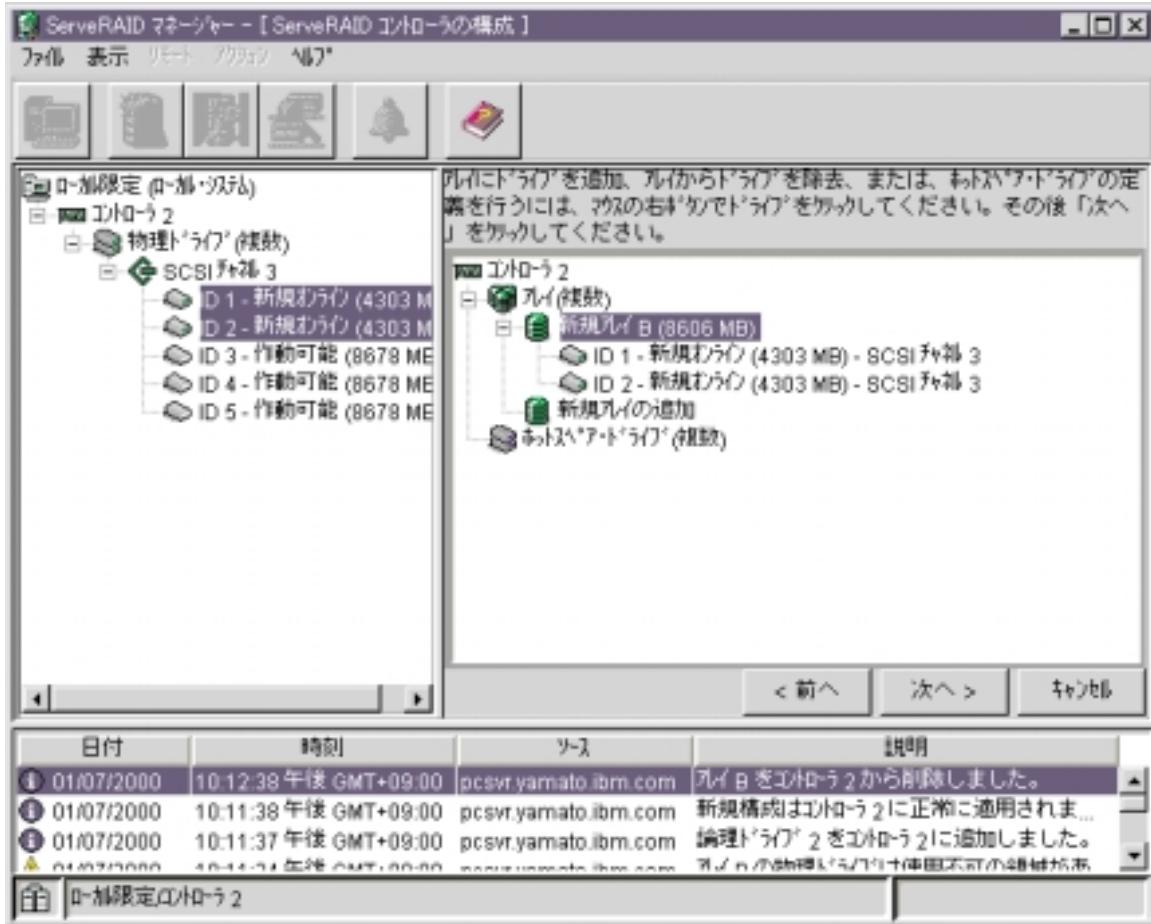 ServeRAID マネージャー - [ ServeRAID コントローラの構成 ]
ファイル 表示 リモート アクション ヘルプ
ローカル限定 (ローカル・システム)
コントローラ 2
物理ドライブ (複数)
SCSI チャネル 3
ID 1 - 新規オンライン (4303 M
ID 2 - 新規オンライン (4303 M
ID 3 - 作動可能 (8678 ME
ID 4 - 作動可能 (8678 ME
ID 5 - 作動可能 (8678 ME
アレイにドライブを追加、アレイからドライブを除去、または、ホットスペア・ドライブの定
義を行うには、マウスの右ボタンでドライブをクリックしてください。その後「次へ
」をクリックしてください。
コントローラ 2
アレイ (複数)
新規アレイ B (8606 MB)
ID 1 - 新規オンライン (4303 MB) - SCSI チャネル 3
ID 2 - 新規オンライン (4303 MB) - SCSI チャネル 3
新規アレイの追加
ホットスペア・ドライブ (複数)
< 前へ 次へ > キャンセル
日付 時刻 ソース 説明
01/07/2000 10:12:38 午後 GMT+09:00 pcsvr.yamato.ibm.com アレイ B をコントローラ 2 から削除しました。
01/07/2000 10:11:38 午後 GMT+09:00 pcsvr.yamato.ibm.com 新規構成はコントローラ 2 に正常に適用されま...
01/07/2000 10:11:37 午後 GMT+09:00 pcsvr.yamato.ibm.com 論理ドライブ 2 をコントローラ 2 に追加しました。
ローカル限定/コントローラ 2